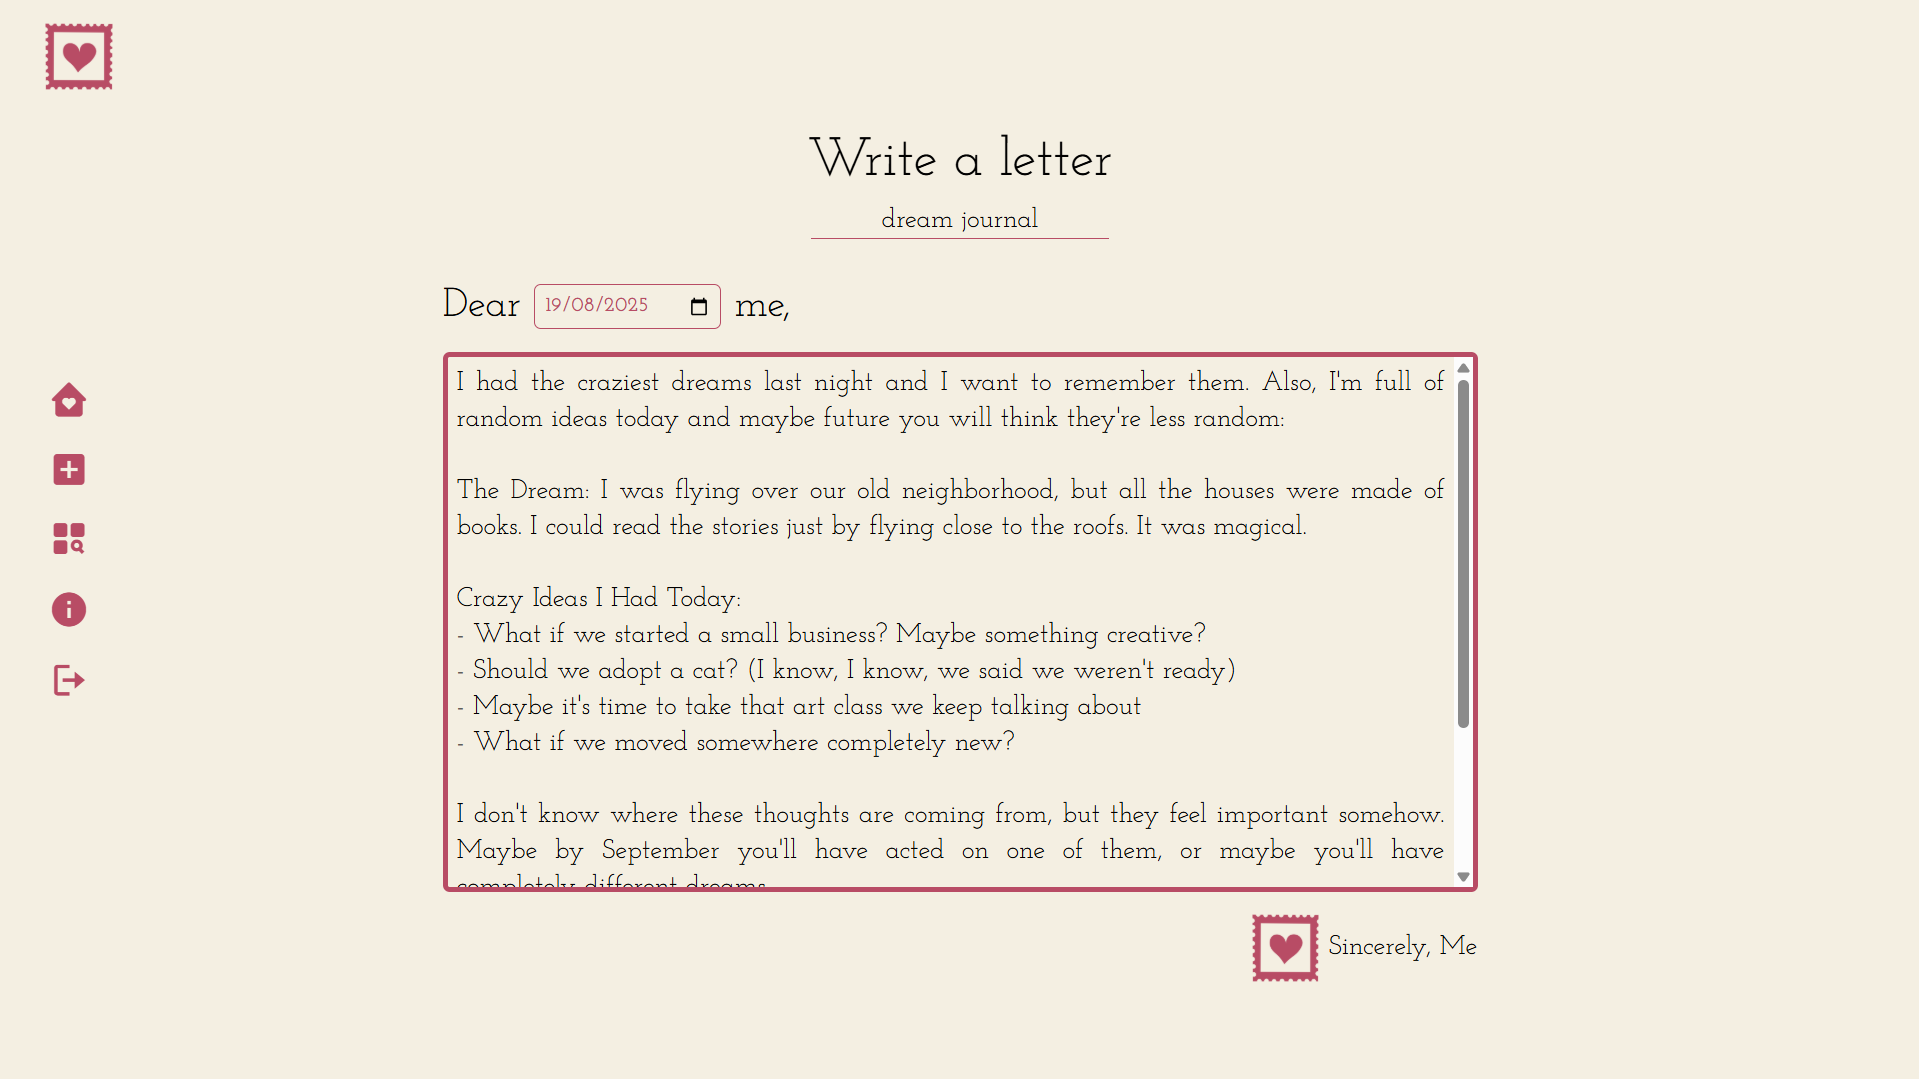 Write a letter
dream journal
Dear 19/08/2025 me,
I had the craziest dreams last night and I want to remember them. Also, I'm full of
random ideas today and maybe future you will think they're less random:
The Dream: I was flying over our old neighborhood, but all the houses were made of
books. I could read the stories just by flying close to the roofs. It was magical.
Crazy Ideas I Had Today:
- What if we started a small business? Maybe something creative?
- Should we adopt a cat? (I know, I know, we said we weren't ready)
- Maybe it's time to take that art class we keep talking about
- What if we moved somewhere completely new?
I don't know where these thoughts are coming from, but they feel important somehow.
Maybe by September you'll have acted on one of them, or maybe you'll have
completely different dreams
Sincerely, Me